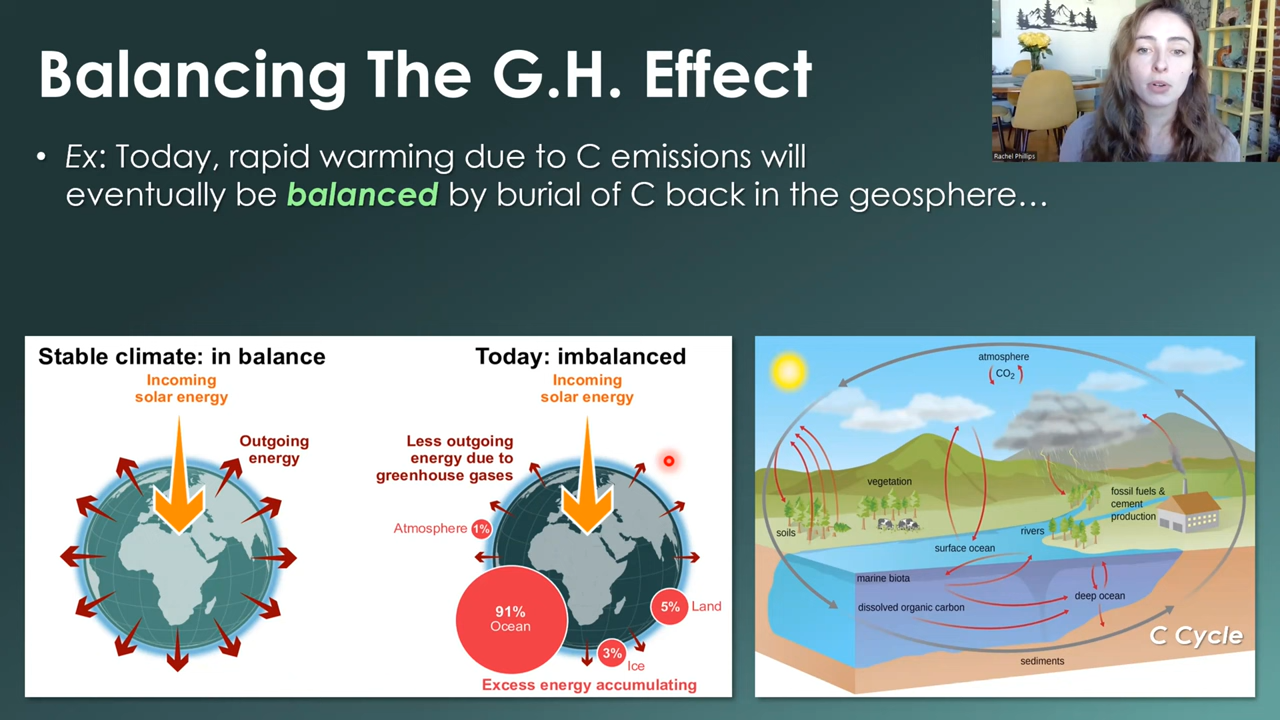 Balancing The G.H. Effect
Rachel Phillips
• Ex: Today, rapid warming due to C emissions will
eventually be balanced by burial of C back in the geosphere…
Stable climate: in balance
Incoming
solar energy
Outgoing
energy
Today: imbalanced
Incoming
solar energy
Less outgoing
energy due to
greenhouse gases
Atmosphere 1%
91%
Ocean
5% Land
3%
Ice
Excess energy accumulating
atmosphere
CO2
vegetation
fossil fuels &
cement
production
soils
rivers
surface ocean
marine biota
deep ocean
dissolved organic carbon
C Cycle
sediments